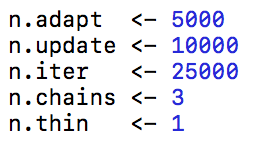 n.adapt  <- 5000
n.update <- 10000
n.iter   <- 25000
n.chains <- 3
n.thin   <- 1